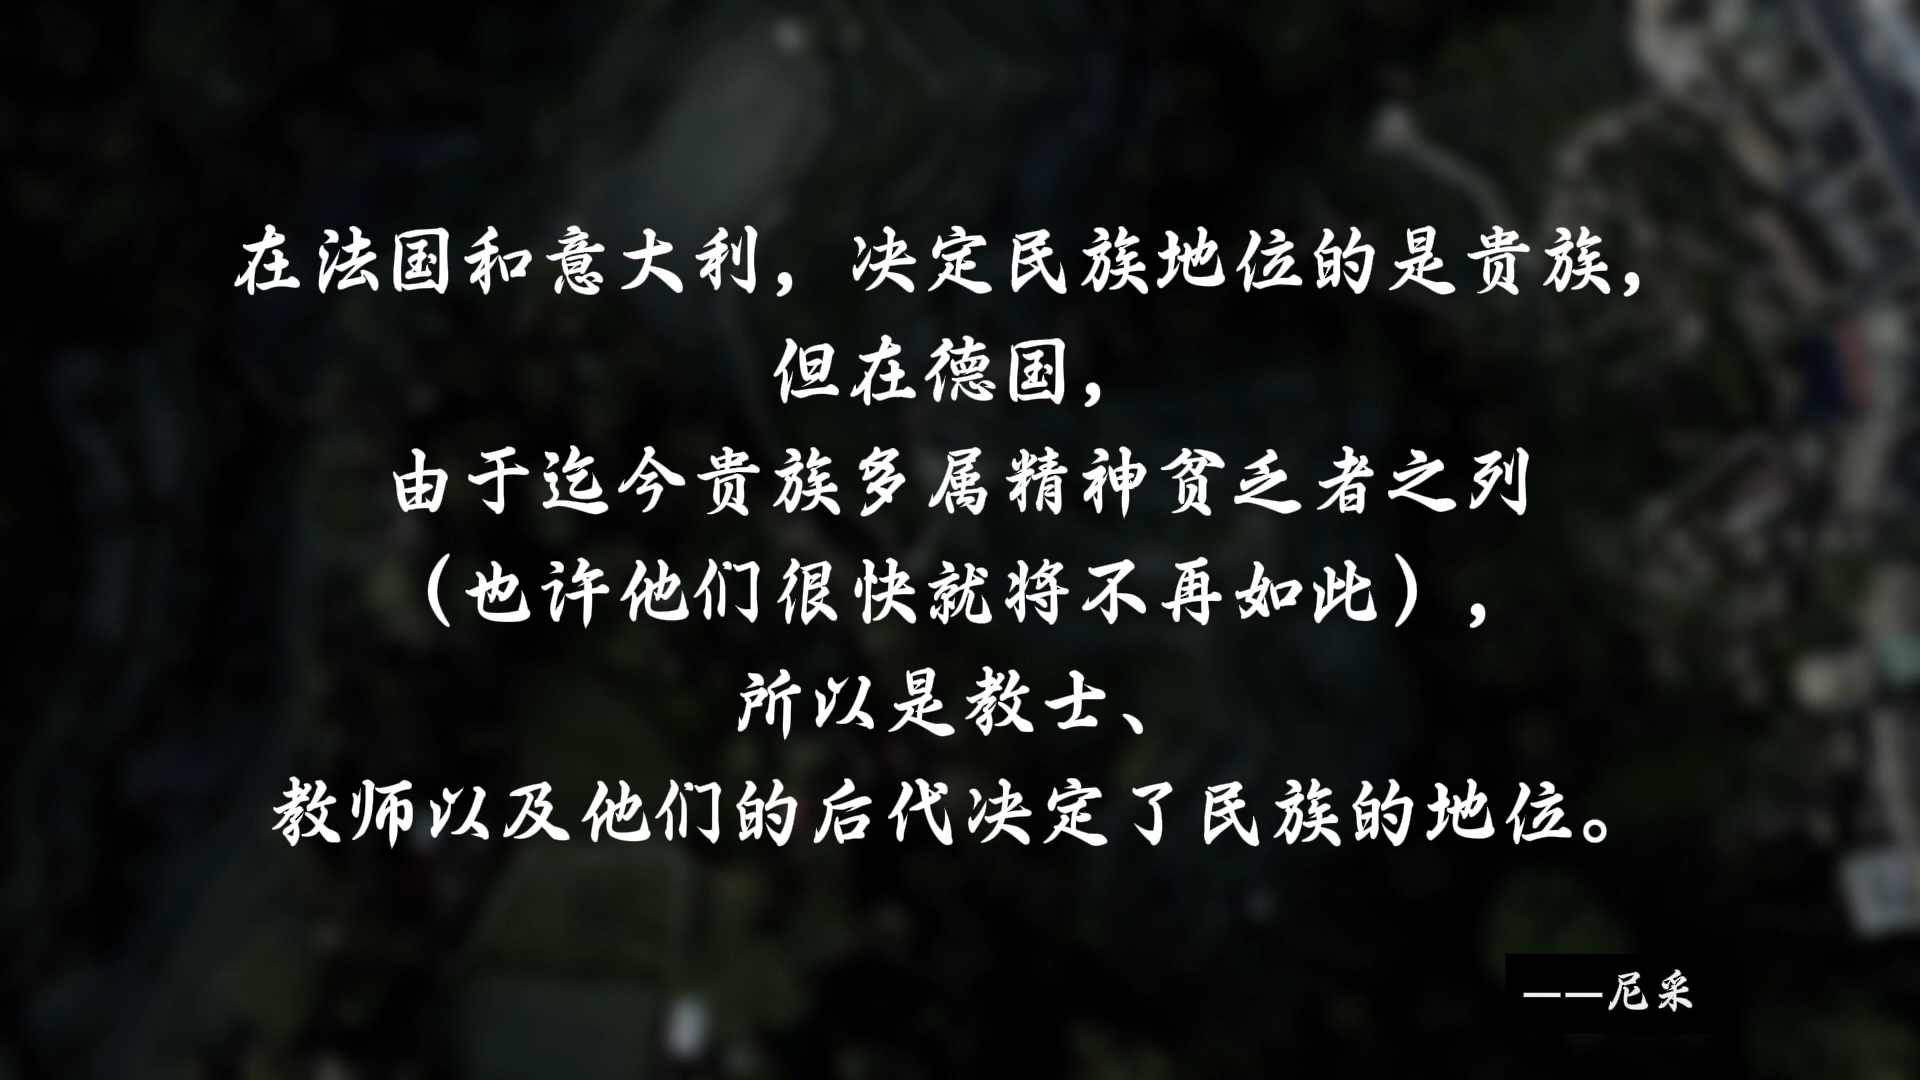 在法国和意大利，决定民族地位的是贵族，
但在德国，
由于迄今贵族多属精神贫乏者之列
（也许他们很快就将不再如此），
所以是教士、
教师以及他们的后代决定了民族的地位。
——尼采